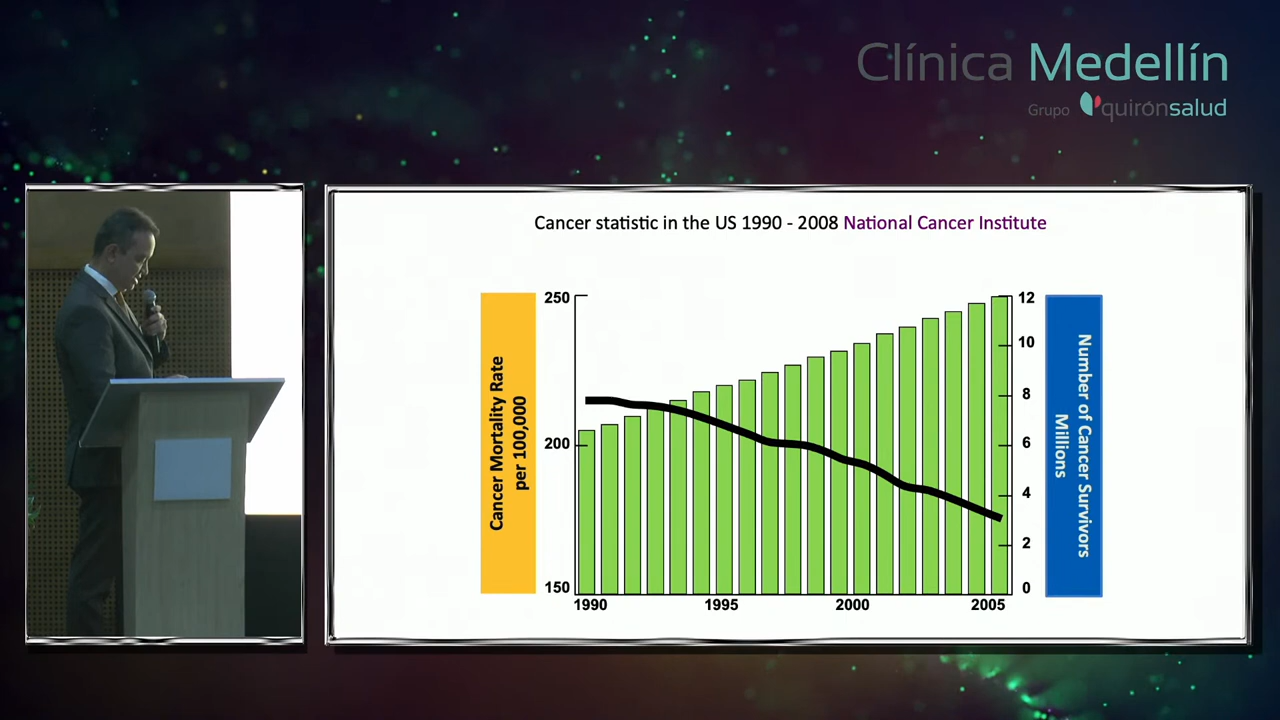 Clínica Medellín
Grupo quirónsalud
Cancer statistic in the US 1990 - 2008 National Cancer Institute
Cancer Mortality Rate
per 100,000
250
200
150
1990
1995
2000
2005
12
10
8
6
4
2
0
Number of Cancer Survivors
Millions